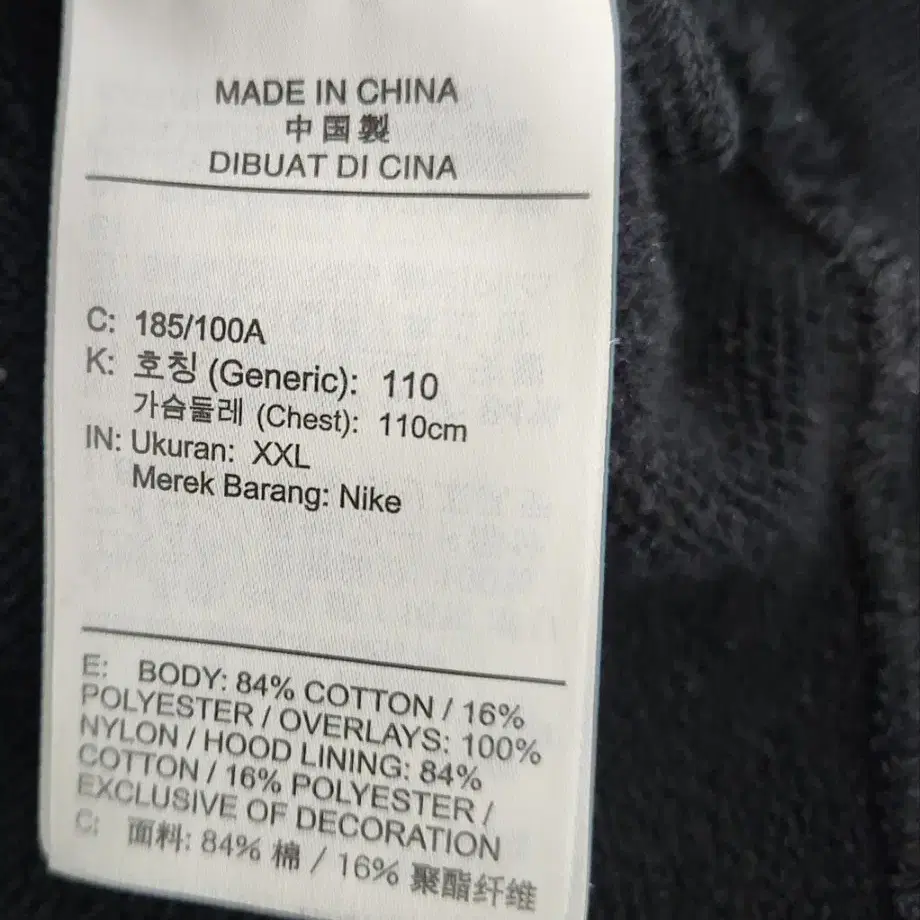 MADE IN CHINA
中国製
DIBUAT DI CINA
C: 185/100A
K: 호칭 (Generic): 110
가슴둘레 (Chest): 110cm
IN: Ukuran: XXL
Merek Barang: Nike
E: BODY: 84% COTTON / 16%
POLYESTER / OVERLAYS: 100%
NYLON / HOOD LINING: 84%
COTTON / 16% POLYESTER /
EXCLUSIVE OF DECORATION
C: 面料: 84% 棉 / 16% 聚酯纤维